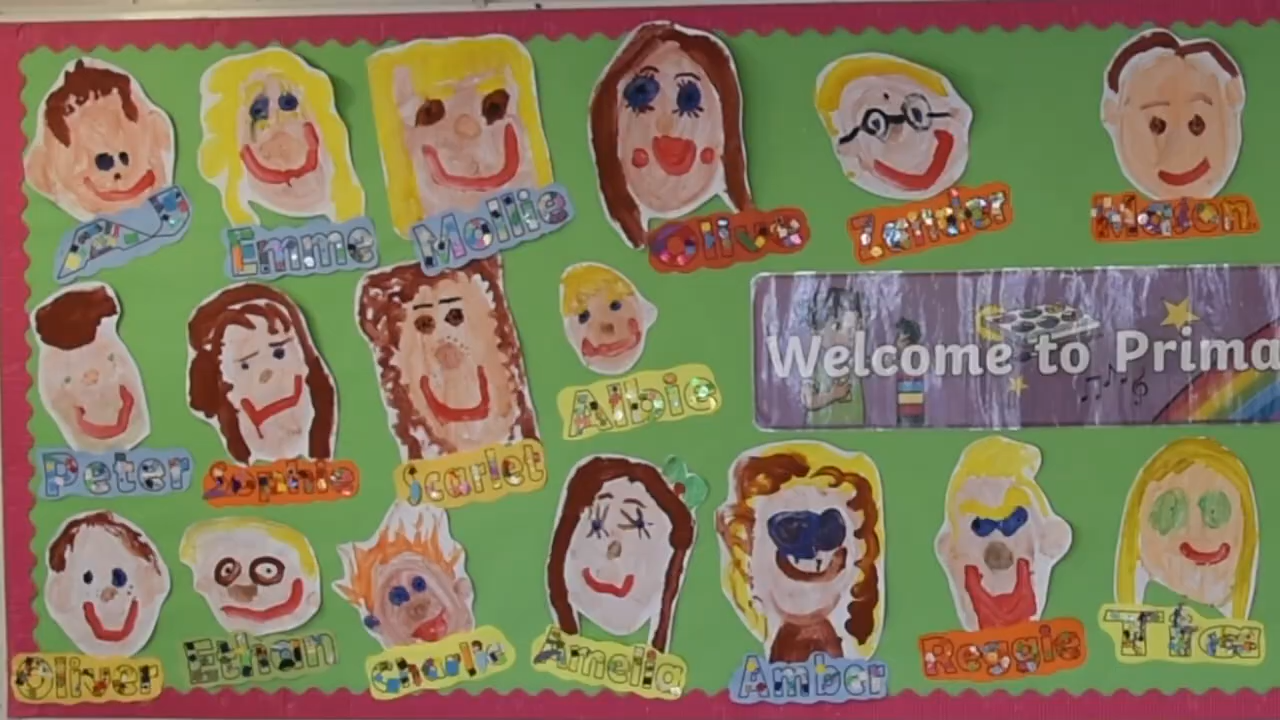 Emme
Mollie
Olive
Zander
Welcome to Prima
Albie
Peter
Sophie
Scarlet
Oliver
Ethan
Charlie
Amelia
Amber
Reggie